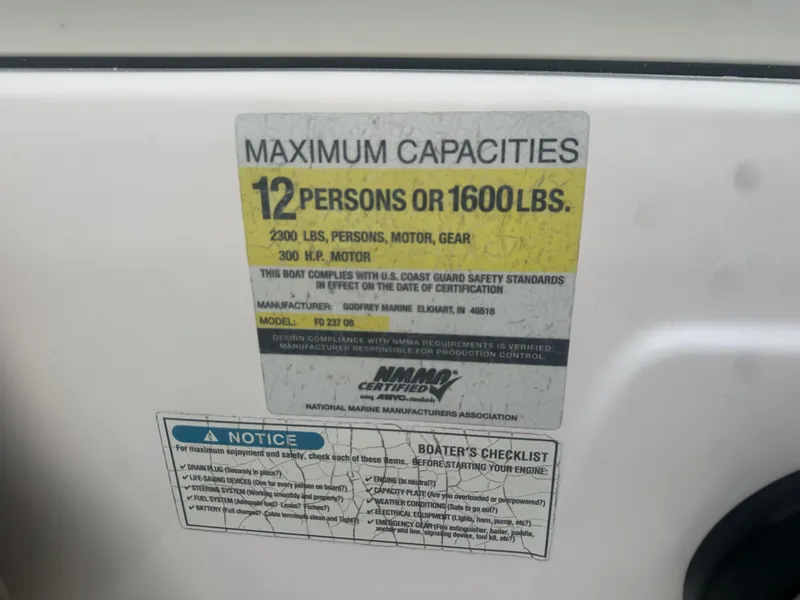 MAXIMUM CAPACITIES
12 PERSONS OR 1600 LBS.
2300 LBS, PERSONS, MOTOR, GEAR
300 H.P. MOTOR
THIS BOAT COMPLIES WITH U.S. COAST GUARD SAFETY STANDARDS
IN EFFECT ON THE DATE OF CERTIFICATION
MANUFACTURER: GODFREY MARINE ELKHART, IN 46516
MODEL: FD 237 OB
DESIGN COMPLIANCE WITH NMMA REQUIREMENTS IS VERIFIED.
MANUFACTURER RESPONSIBLE FOR PRODUCTION CONTROL.
NMMA
CERTIFIED
using ABYC standards
NATIONAL MARINE MANUFACTURERS ASSOCIATION
NOTICE
BOATER'S CHECKLIST
For maximum enjoyment and safety, check each of these items. BEFORE STARTING YOUR ENGINE:
✓ DRAIN PLUG (Securely in place?)
✓ LIFE-SAVING DEVICES (One for every person on board?)
✓ STEERING SYSTEM (Working smoothly and properly?)
✓ FUEL SYSTEM (Adequate fuel? Leaks? Fumes?)
✓ BATTERY (Full charged? Cable terminals clean and Tight?)
✓ ENGINE (In neutral?)
✓ CAPACITY PLATE (Are you overloaded or overpowered?)
✓ WEATHER CONDITIONS (Safe to go out?)
✓ ELECTRICAL EQUIPMENT (Lights, horn, pump, etc?)
✓ EMERGENCY GEAR (Fire extinguisher, bailer, paddle,
anchor and line, signaling device, tool kit, etc?)